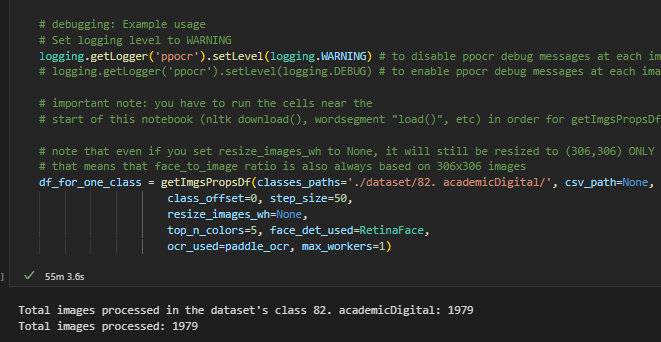 # debugging: Example usage
# Set logging level to WARNING
logging.getLogger('ppocr').setLevel(logging.WARNING) # to disable ppocr debug messages at each im
# logging.getLogger('ppocr').setLevel(logging.DEBUG) # to enable ppocr debug messages at each ima
# important note: you have to run the cells near the
# start of this notebook (nltk download(), wordsegment "load()", etc) in order for getImgsPropsDf
# note that even if you set resize_images_wh to None, it will still be resized to (306,306) ONLY
# that means that face_to_image ratio is also always based on 306x306 images
df_for_one_class = getImgsPropsDf(classes_paths='./dataset/82. academicDigital/', csv_path=None,
class_offset=0, step_size=50,
resize_images_wh=None,
top_n_colors=5, face_det_used=RetinaFace,
ocr_used=paddle_ocr, max_workers=1)
] ✓ 55m 3.6s
Total images processed in the dataset's class 82. academicDigital: 1979
Total images processed: 1979